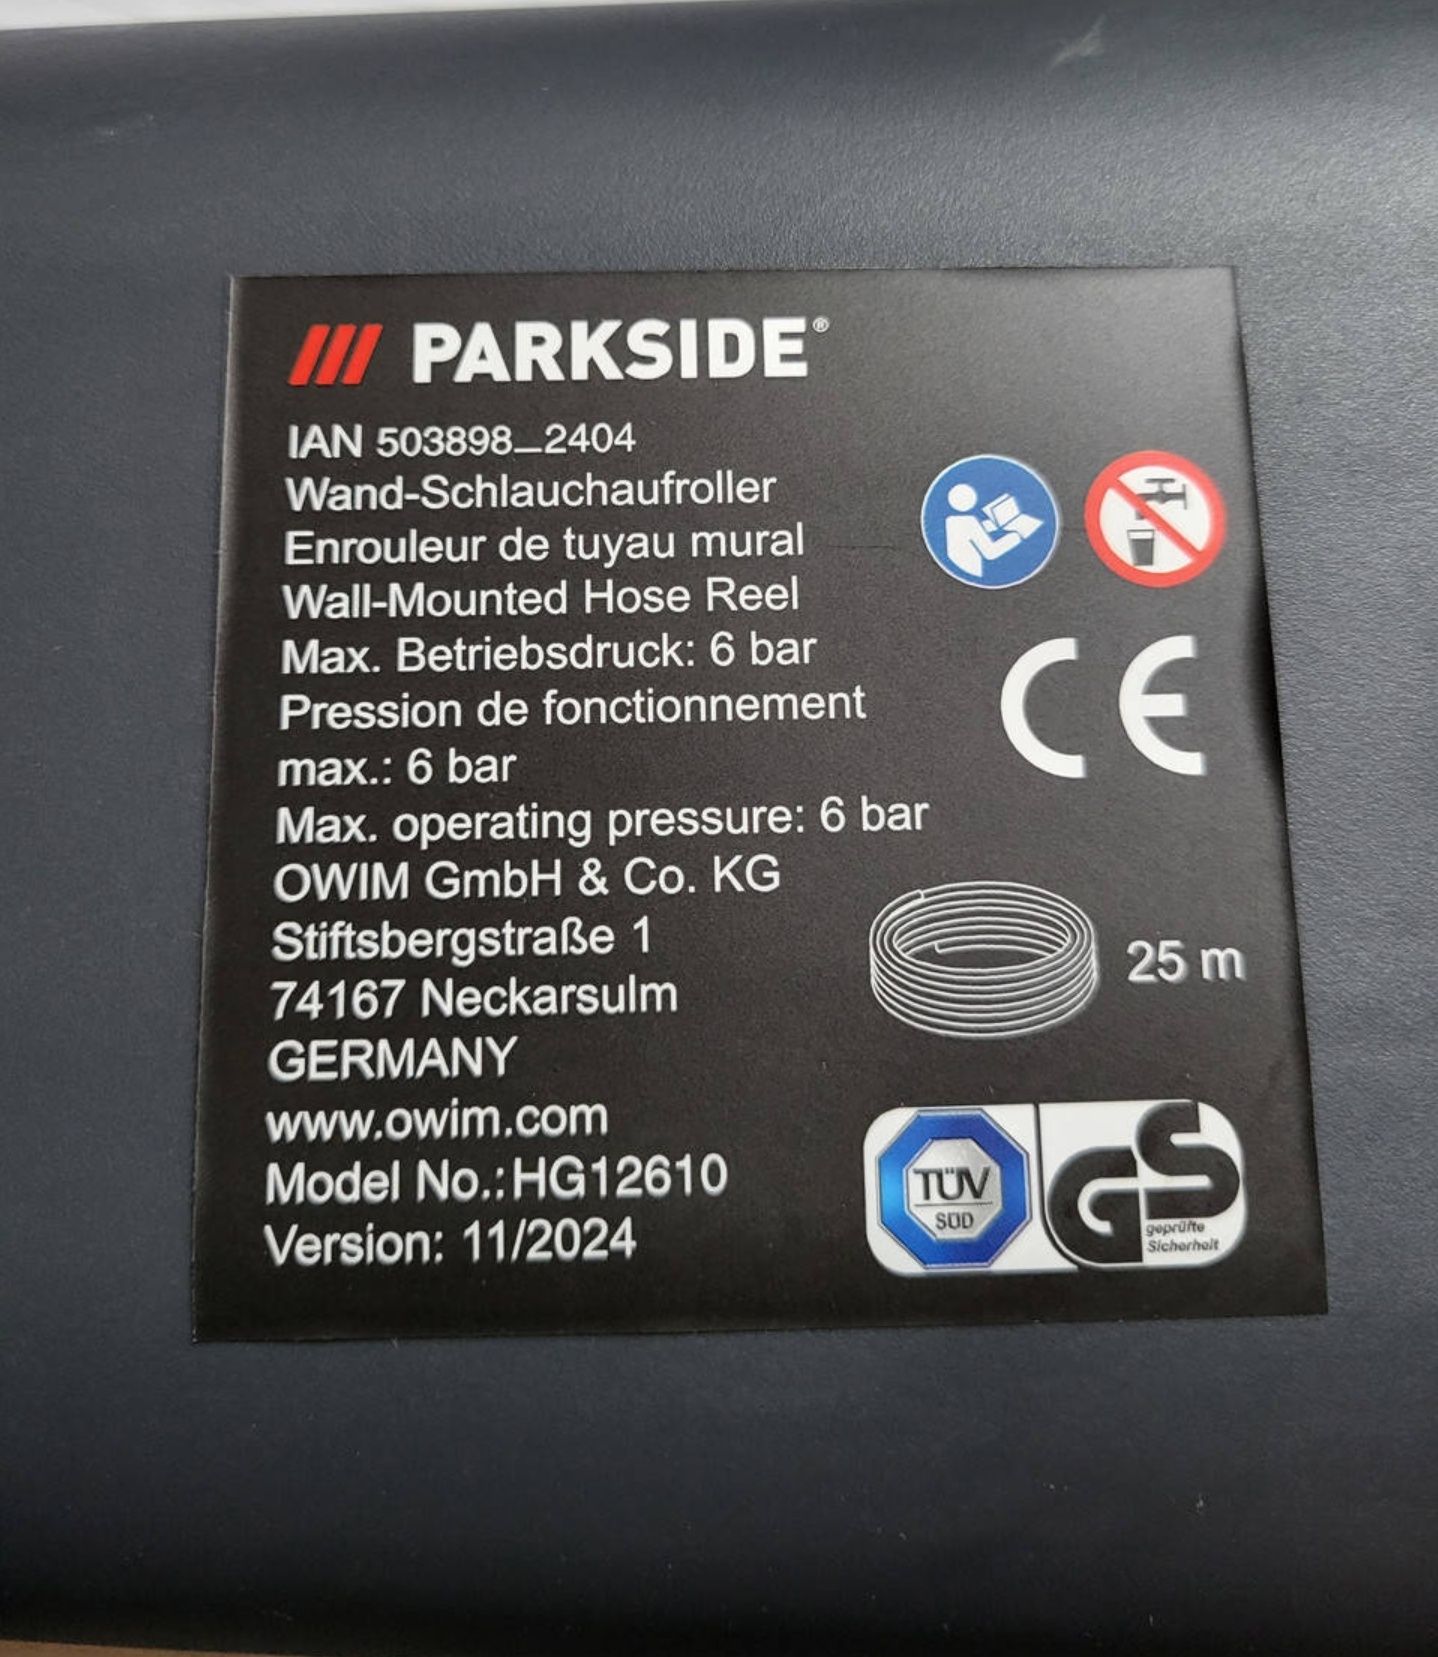 PARKSIDE®
IAN 503898_2404
Wand-Schlauchaufroller
Enrouleur de tuyau mural
Wall-Mounted Hose Reel
Max. Betriebsdruck: 6 bar
Pression de fonctionnement
max.: 6 bar
Max. operating pressure: 6 bar
OWIM GmbH & Co. KG
Stiftsbergstraße 1
74167 Neckarsulm
GERMANY
www.owim.com
Model No.:HG12610
Version: 11/2024
CE
25 m
TÜV
SÜD
GS
geprüfte
Sicherheit